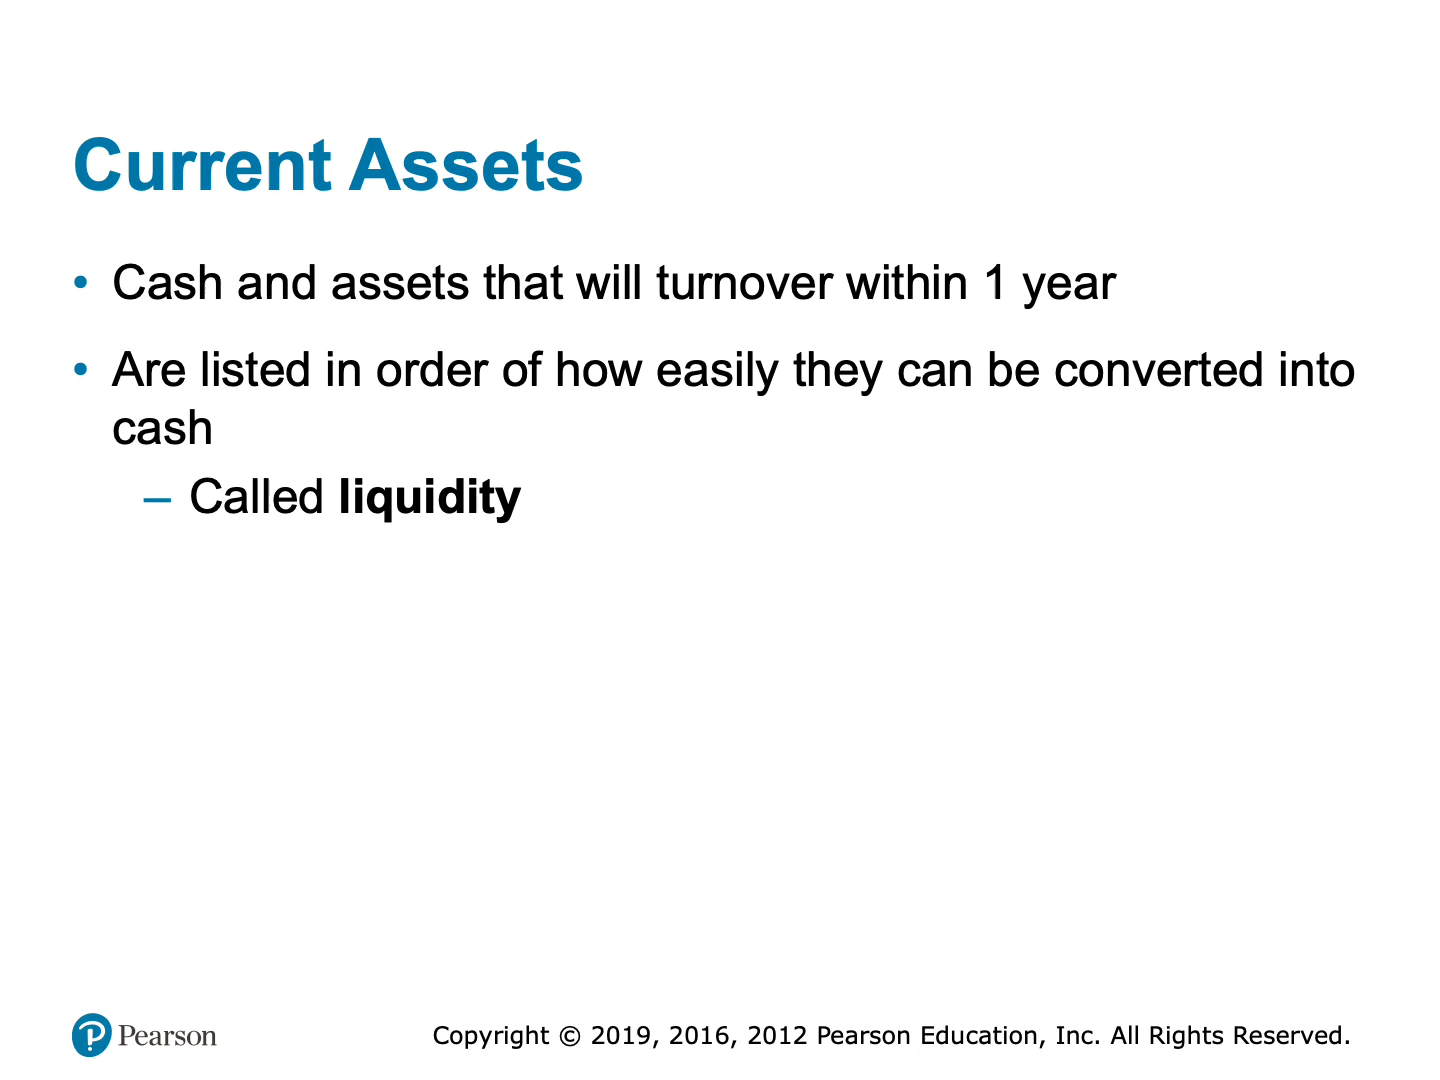 Current Assets
• Cash and assets that will turnover within 1 year
• Are listed in order of how easily they can be converted into
cash
– Called liquidity
Pearson
Copyright © 2019, 2016, 2012 Pearson Education, Inc. All Rights Reserved.